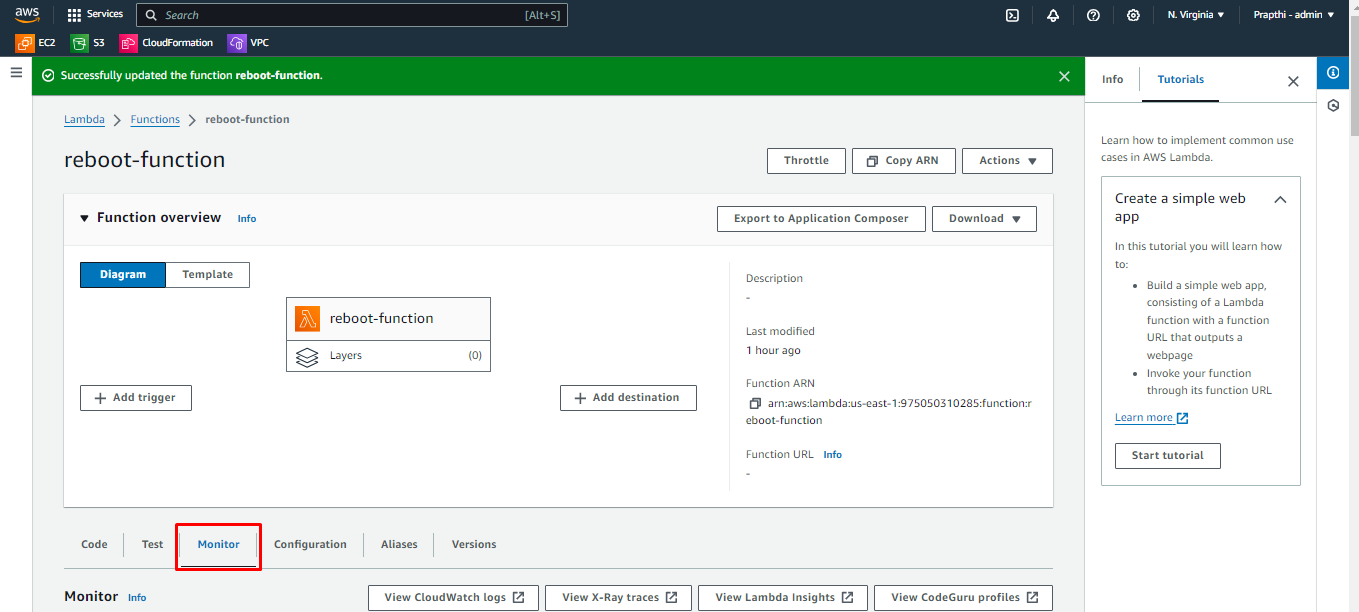 aws Services Search [Alt+S] N. Virginia Prapthi - admin
EC2 S3 CloudFormation VPC
Successfully updated the function reboot-function.
Lambda Functions reboot-function
reboot-function
Throttle Copy ARN Actions
Function overview Info
Export to Application Composer Download
Diagram Template
reboot-function
Layers (0)
Add trigger
Add destination
Description
-
Last modified
1 hour ago
Function ARN
arn:aws:lambda:us-east-1:975050310285:function:r
eboot-function
Function URL Info
-
Code Test Monitor Configuration Aliases Versions
Monitor Info
View CloudWatch logs View X-Ray traces View Lambda Insights View CodeGuru profiles
Info Tutorials
Learn how to implement common use
cases in AWS Lambda.
Create a simple web
app
In this tutorial you will learn how
to:
• Build a simple web app,
consisting of a Lambda
function with a function
URL that outputs a
webpage
• Invoke your function
through its function URL
Learn more
Start tutorial